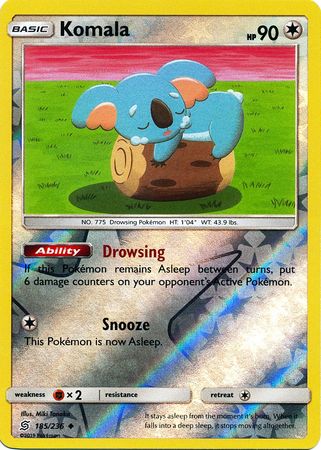 BASIC Komala HP 90
NO. 775 Drowsing Pokémon HT: 1'04" WT: 43.9 lbs.
Ability Drowsing
If this Pokémon remains Asleep between turns, put
6 damage counters on your opponent's Active Pokémon.
Snooze
This Pokémon is now Asleep.
weakness ×2 resistance retreat
Illus. Miki Tanaka
185/236
It stays asleep from the moment it's born. When it
falls into a deep sleep, it stops moving altogether.